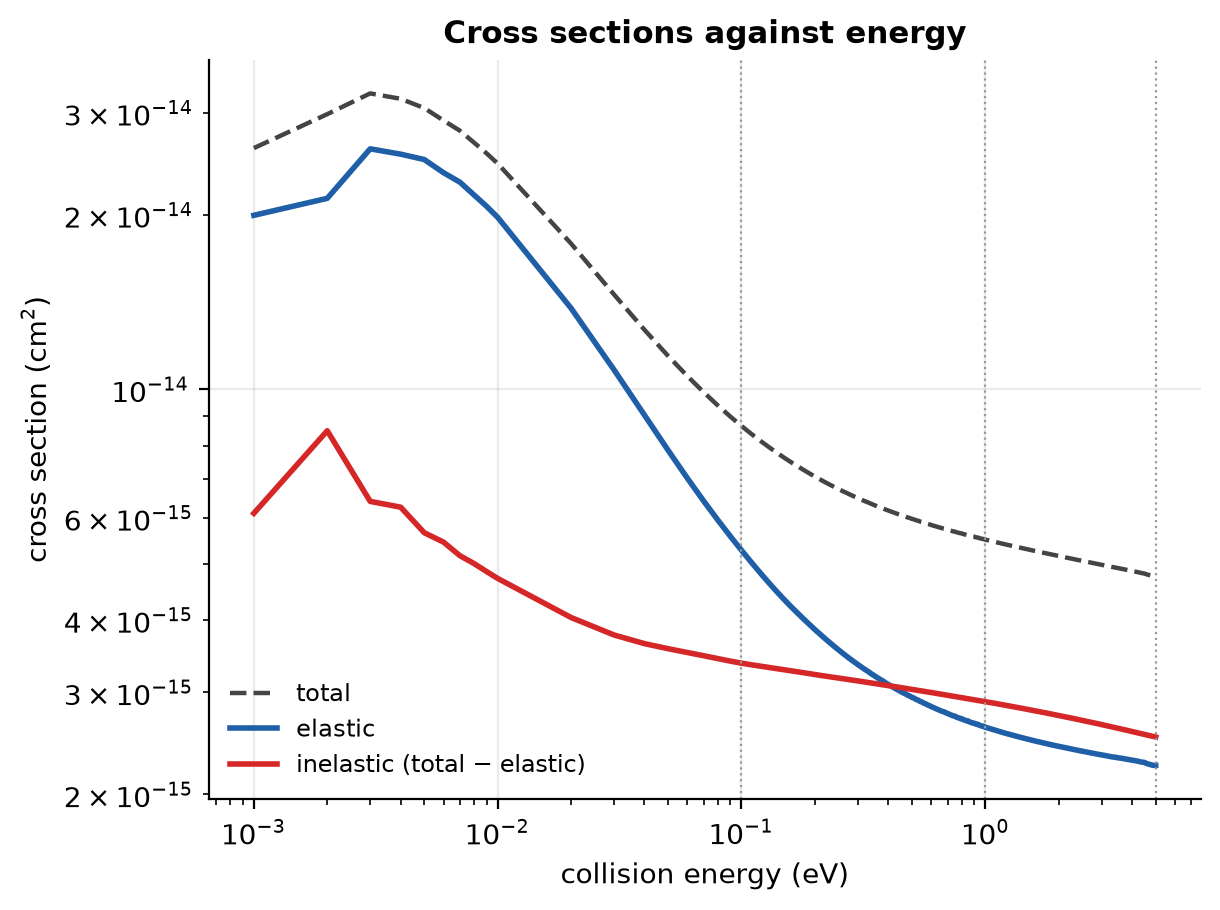 Cross sections against energy
cross section (cm²)
3 × 10⁻¹⁴
2 × 10⁻¹⁴
10⁻¹⁴
6 × 10⁻¹⁵
4 × 10⁻¹⁵
3 × 10⁻¹⁵
2 × 10⁻¹⁵
total
elastic
inelastic (total − elastic)
10⁻³ 10⁻² 10⁻¹ 10⁰
collision energy (eV)